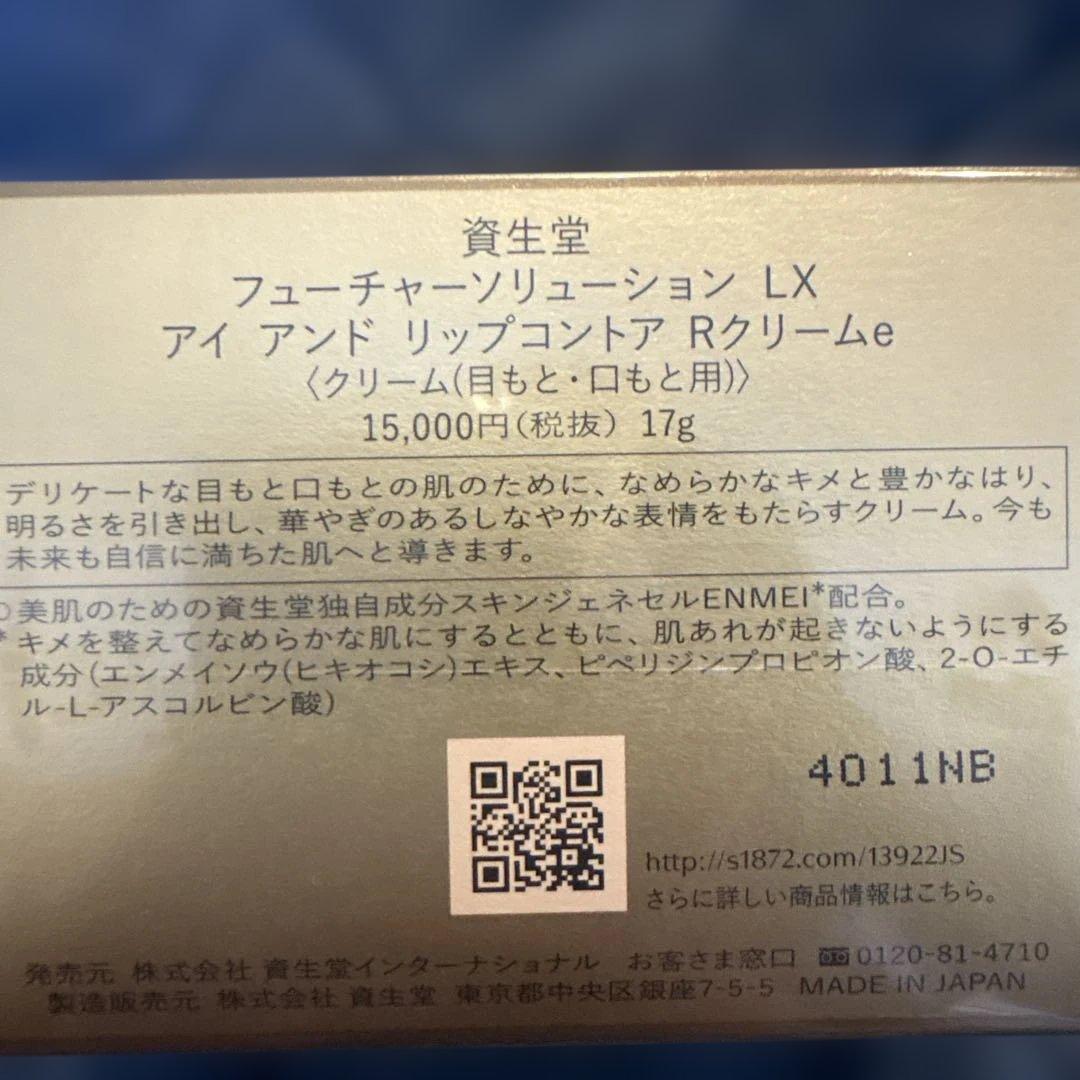 資生堂
フューチャーソリューション LX
アイ アンド リップコントア Rクリームe
〈クリーム(目もと・口もと用)〉
15,000円(税抜) 17g
デリケートな目もと口もとの肌のために、なめらかなキメと豊かなはり、
明るさを引き出し、華やぎのあるしなやかな表情をもたらすクリーム。今も
未来も自信に満ちた肌へと導きます。
○美肌のための資生堂独自成分スキンジェネセルENMEI*配合。
*キメを整えてなめらかな肌にするとともに、肌あれが起きないようにする
成分(エンメイソウ(ヒキオコシ)エキス、ピペリジンプロピオン酸、2-O-エチ
ル-L-アスコルビン酸)
4011NB
http://s1872.com/13922JS
さらに詳しい商品情報はこちら。
発売元 株式会社 資生堂インターナショナル お客さま窓口 0120-81-4710
製造販売元 株式会社 資生堂 東京都中央区銀座7-5-5 MADE IN JAPAN